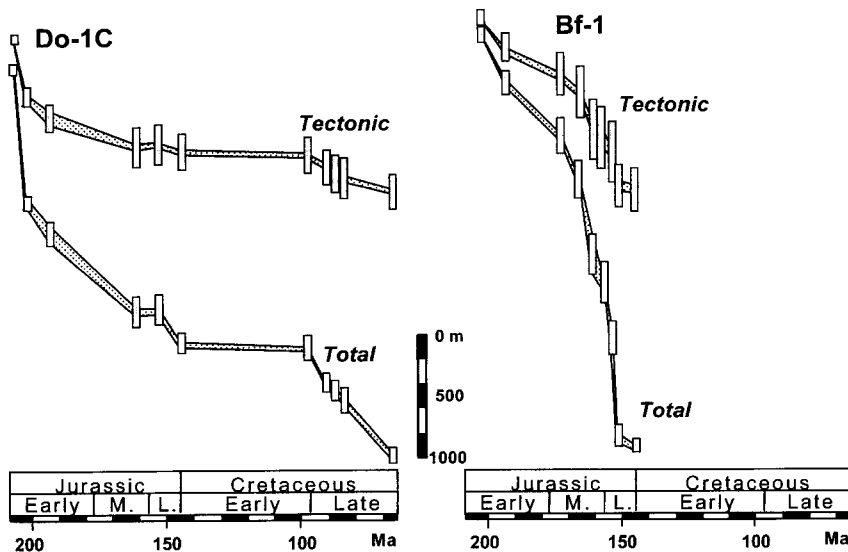 Do-1C
Tectonic
Total
0 m
500
1000
Jurassic Cretaceous
Early M. L. Early Late
200 150 100 Ma
Bf-1
Tectonic
Total
Jurassic Cretaceous
Early M. L. Early Late
200 150 100 Ma